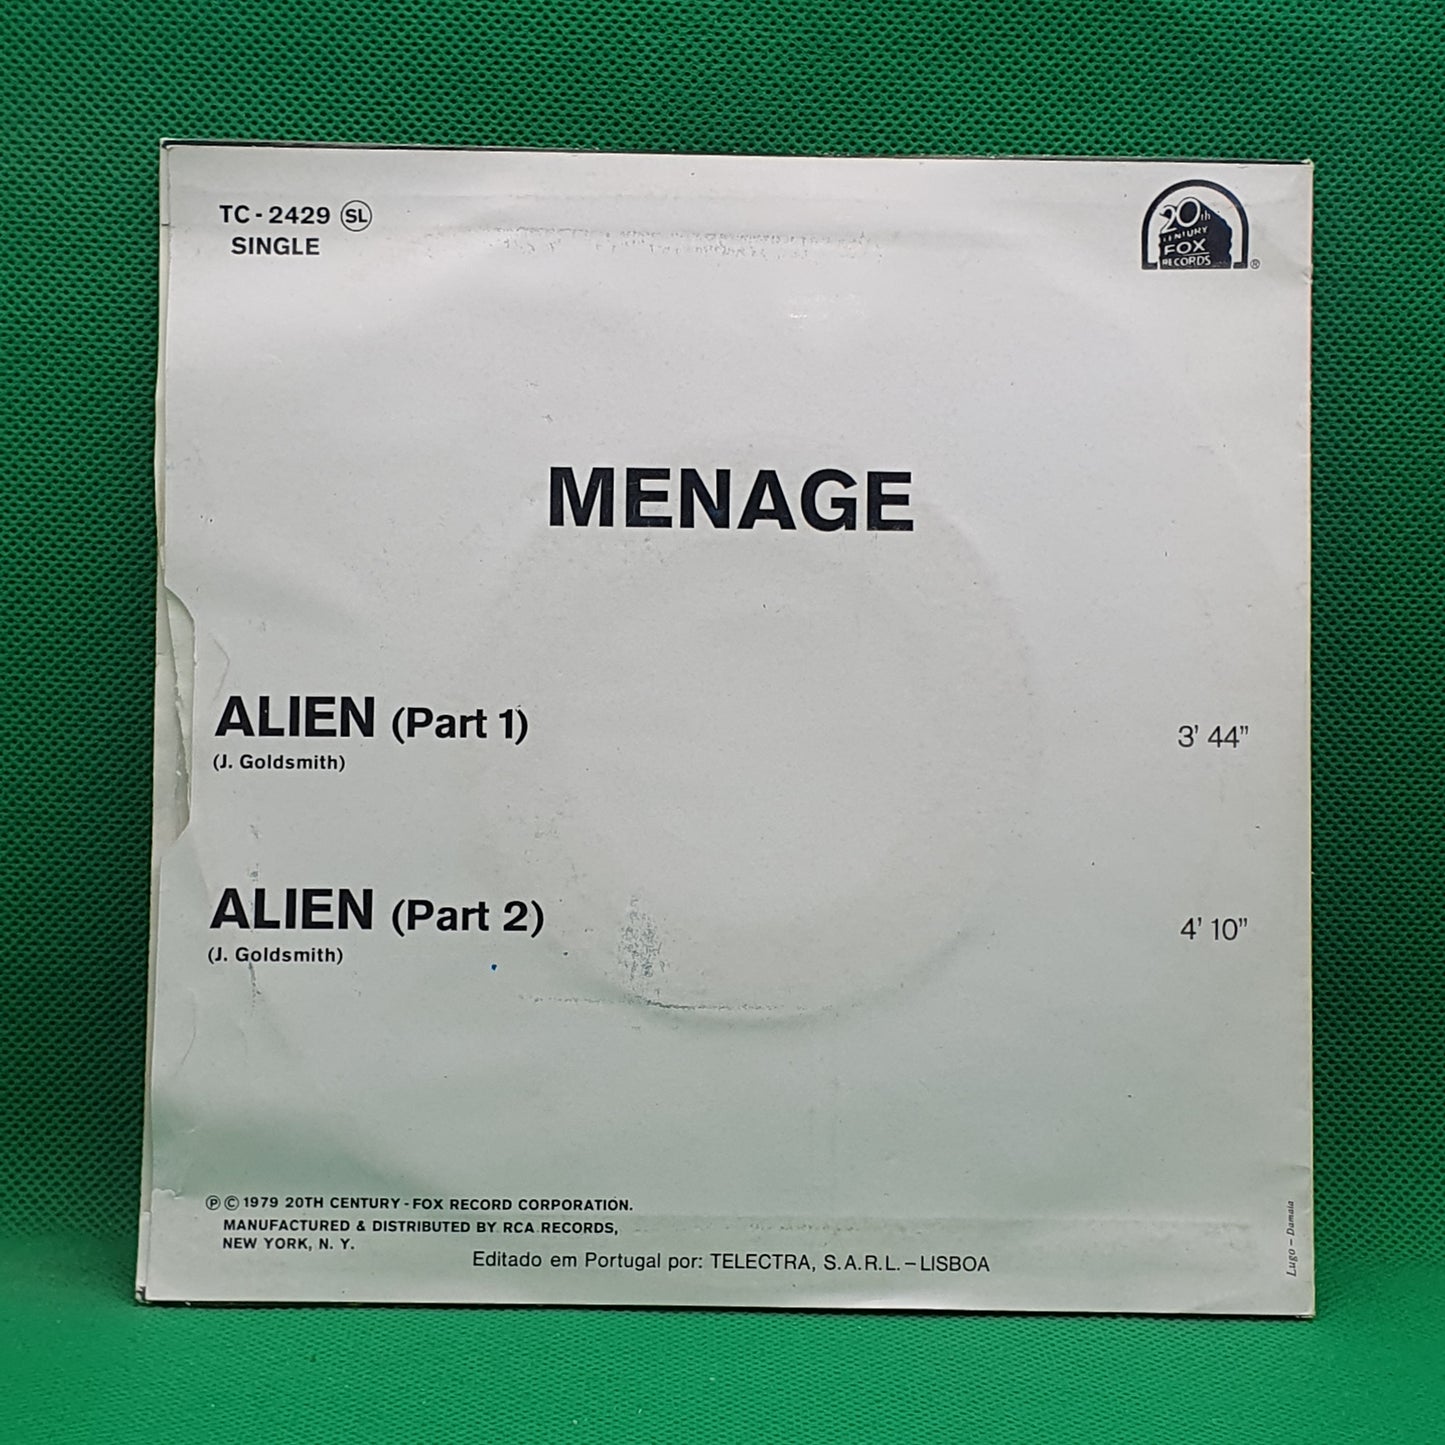 TC - 2429 SL
SINGLE
20th
CENTURY
FOX
RECORDS ®
MENAGE
ALIEN (Part 1)
3' 44"
(J. Goldsmith)
ALIEN (Part 2)
4' 10"
(J. Goldsmith)
Ⓟ © 1979 20TH CENTURY - FOX RECORD CORPORATION.
MANUFACTURED & DISTRIBUTED BY RCA RECORDS,
NEW YORK, N. Y.
Editado em Portugal por: TELECTRA, S.A.R.L. – LISBOA
Lugo – Damaia